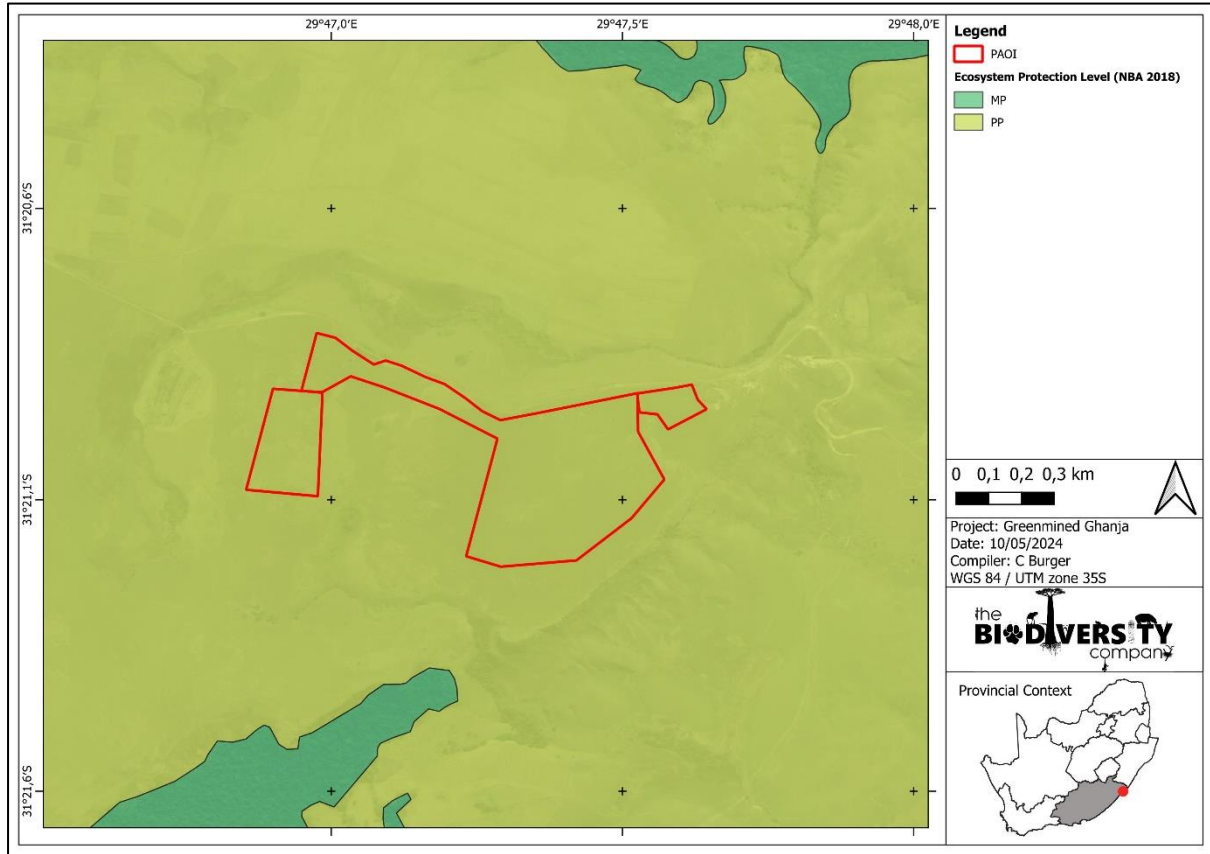 29°47,0'E
29°47,5'E
29°48,0'E
31°20,6'S
31°21,1'S
31°21,6'S
Legend
PAOI
Ecosystem Protection Level (NBA 2018)
MP
PP
0 0,1 0,2 0,3 km
Project: Greenmined Ghanja
Date: 10/05/2024
Compiler: C Burger
WGS 84 / UTM zone 35S
the
BIODIVERSITY
company
Provincial Context